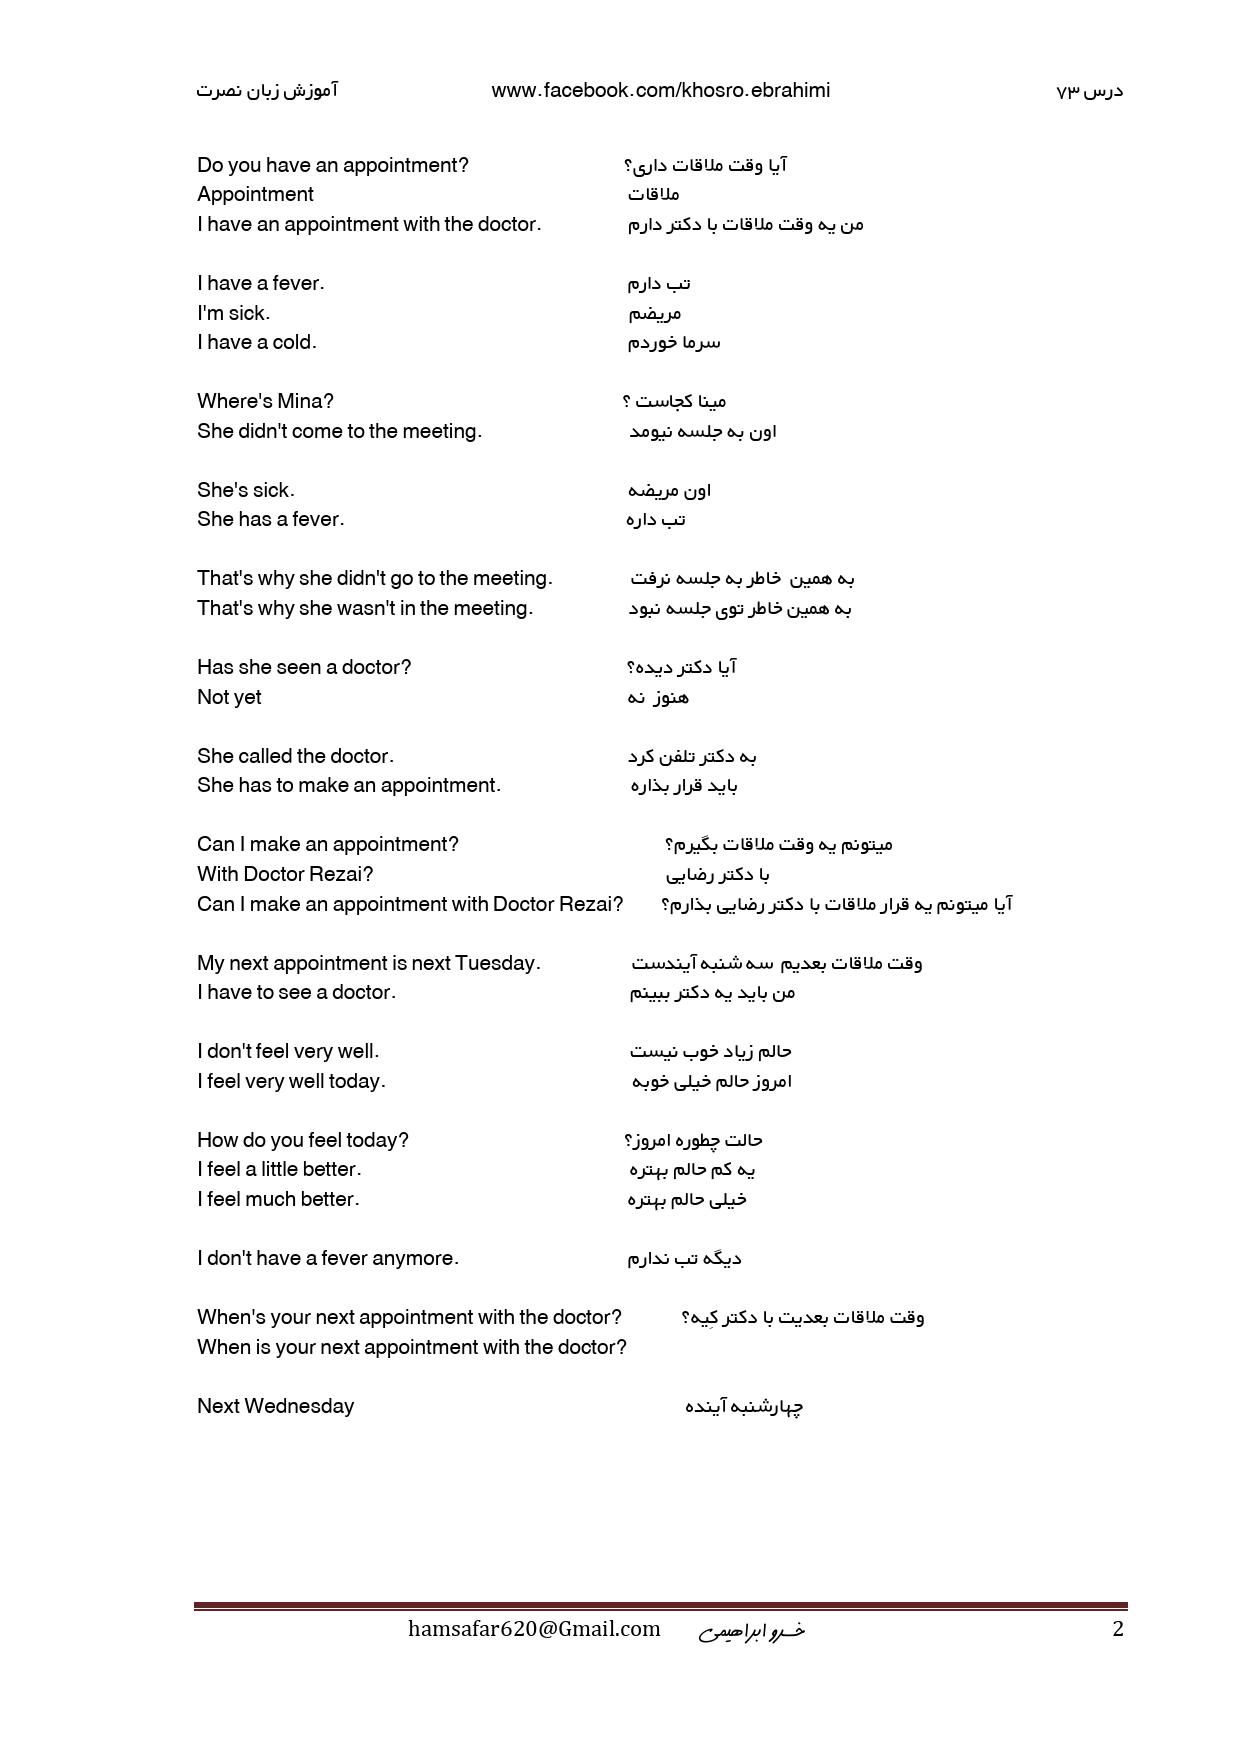 آموزش زبان نصرت www.facebook.com/khosro.ebrahimi درس ۷۳
Do you have an appointment? آیا وقت ملاقات داری؟
Appointment ملاقات
I have an appointment with the doctor. من یه وقت ملاقات با دکتر دارم
I have a fever. تب دارم
I'm sick. مریضم
I have a cold. سرما خوردم
Where's Mina? مینا کجاست ؟
She didn't come to the meeting. اون به جلسه نیومد
She's sick. اون مریضه
She has a fever. تب داره
That's why she didn't go to the meeting. به همین خاطر به جلسه نرفت
That's why she wasn't in the meeting. به همین خاطر توی جلسه نبود
Has she seen a doctor? آیا دکتر دیده؟
Not yet هنوز نه
She called the doctor. به دکتر تلفن کرد
She has to make an appointment. باید قرار بذاره
Can I make an appointment? میتونم یه وقت ملاقات بگیرم؟
With Doctor Rezai? با دکتر رضایی
Can I make an appointment with Doctor Rezai? آیا میتونم یه قرار ملاقات با دکتر رضایی بذارم؟
My next appointment is next Tuesday. وقت ملاقات بعدیم سه شنبه آیندست
I have to see a doctor. من باید یه دکتر ببینم
I don't feel very well. حالم زیاد خوب نیست
I feel very well today. امروز حالم خیلی خوبه
How do you feel today? حالت چطوره امروز؟
I feel a little better. یه کم حالم بهتره
I feel much better. خیلی حالم بهتره
I don't have a fever anymore. دیگه تب ندارم
When's your next appointment with the doctor? وقت ملاقات بعدیت با دکتر کِیه؟
When is your next appointment with the doctor?
Next Wednesday چهارشنبه آینده
hamsafar620@Gmail.com خسرو ابراهیمی 2